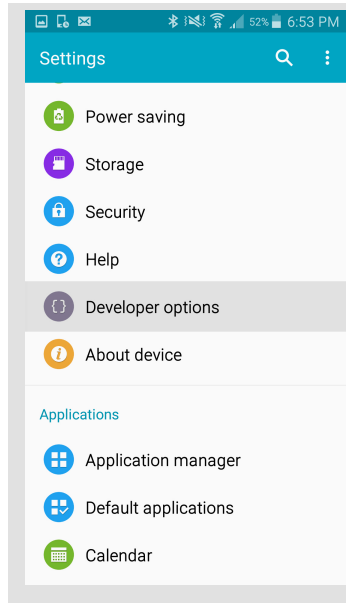 52% 6:53 PM
Settings
Power saving
Storage
Security
Help
Developer options
About device
Applications
Application manager
Default applications
Calendar